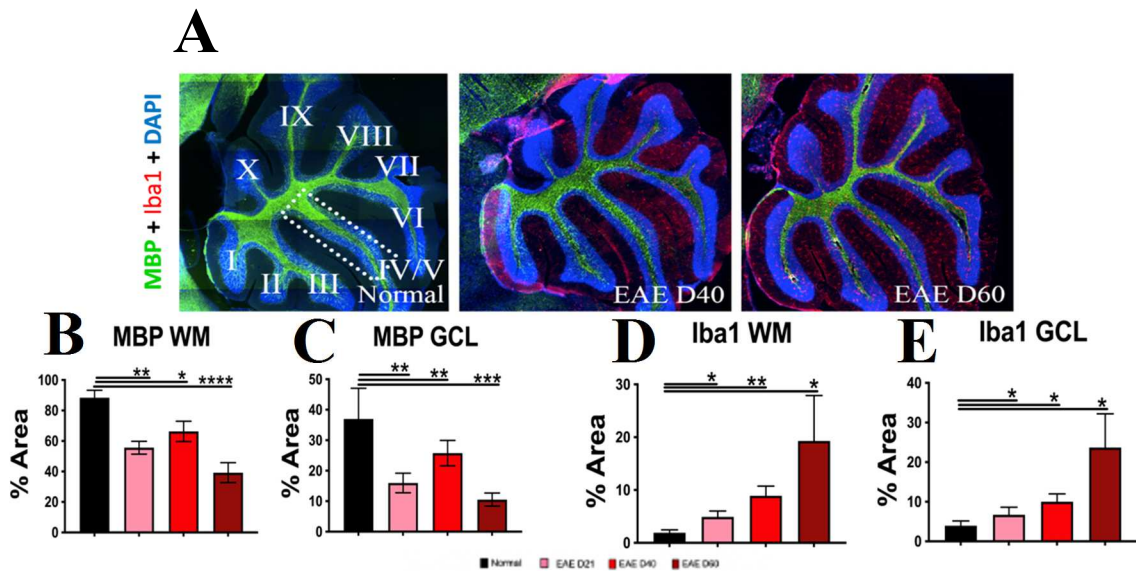 A
MBP + Iba1 + DAPI
IX
VIII
VII
X
VI
I
II
III
IV/V
Normal
EAE D40
EAE D60
B
MBP WM
% Area
100
80
60
40
20
0
**
*
****
C
MBP GCL
% Area
50
40
30
20
10
0
**
**
***
D
Iba1 WM
% Area
30
20
10
0
*
**
*
E
Iba1 GCL
% Area
40
30
20
10
0
*
*
*
Normal
EAE D21
EAE D40
EAE D60